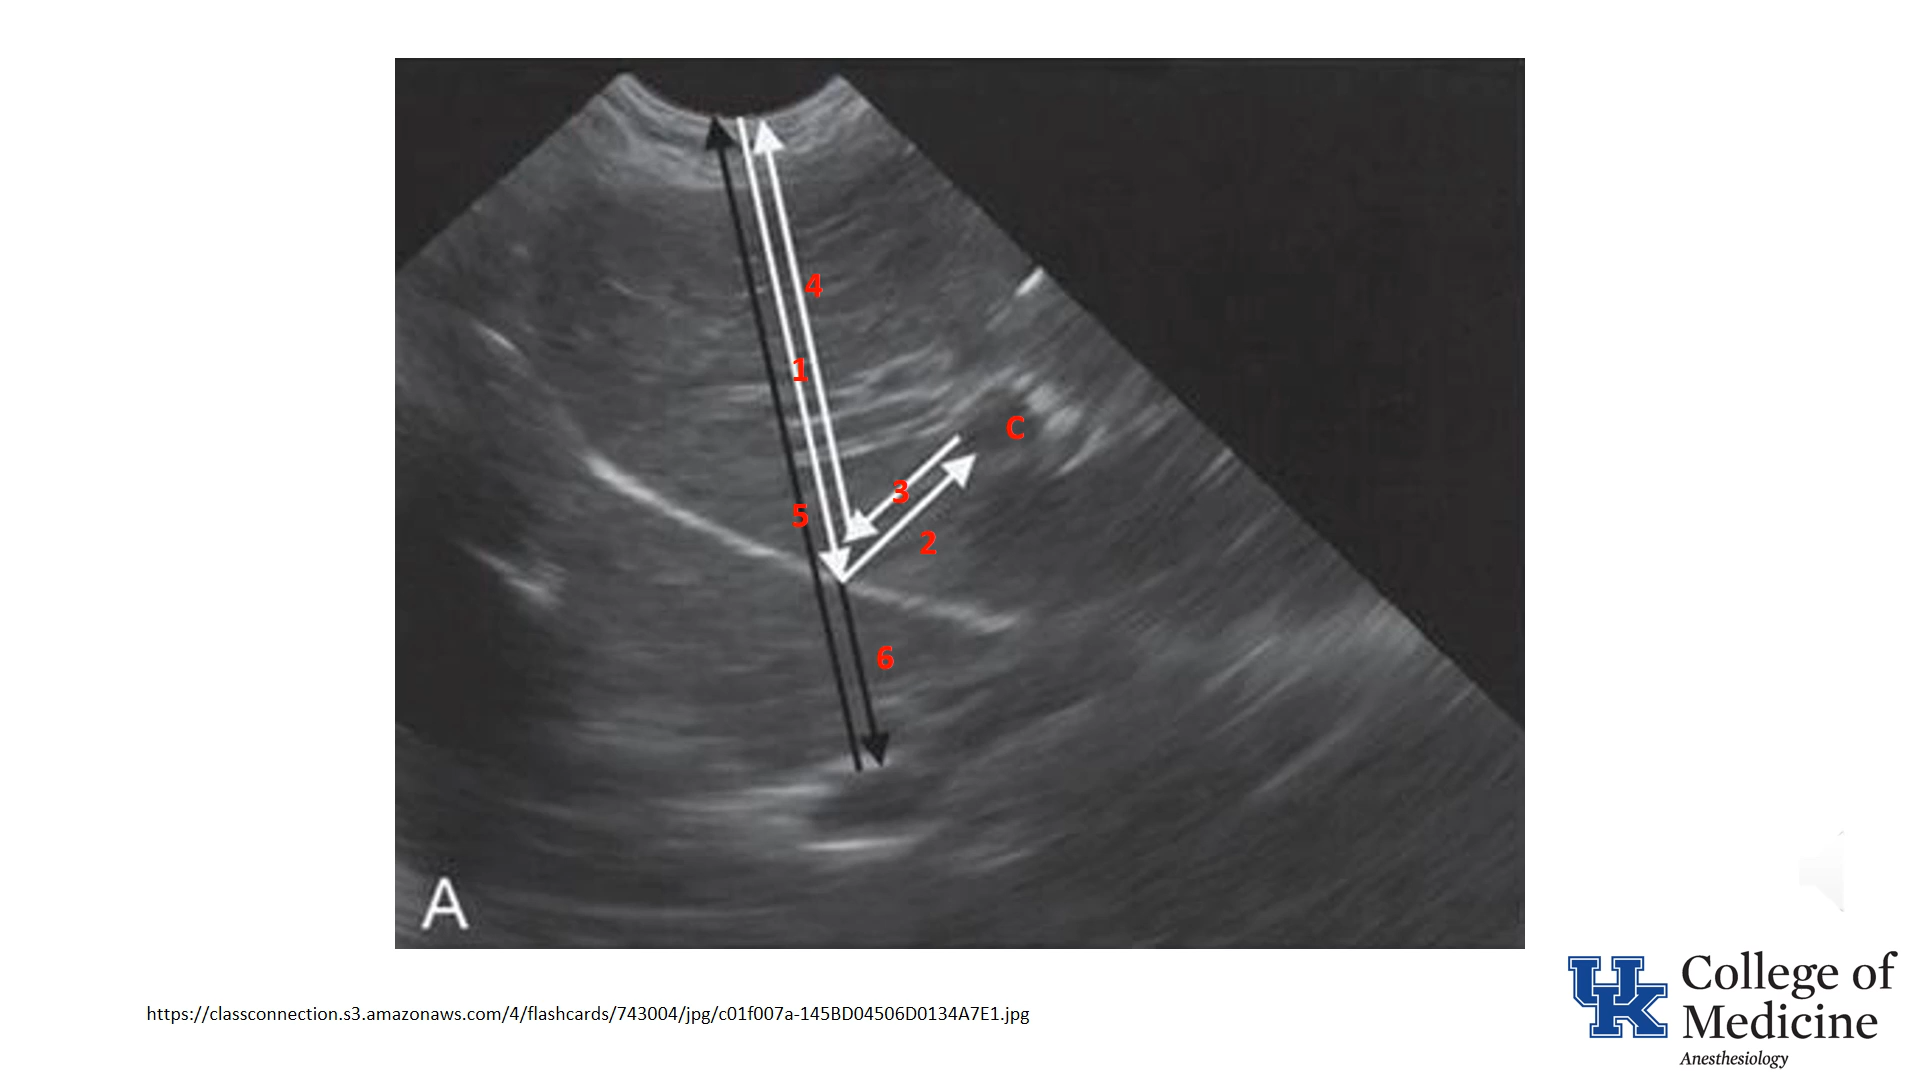 4
1
C
3
5
2
6
A
https://classconnection.s3.amazonaws.com/4/flashcards/743004/jpg/c01f007a-145BD04506D0134A7E1.jpg
UK
College of
Medicine
Anesthesiology